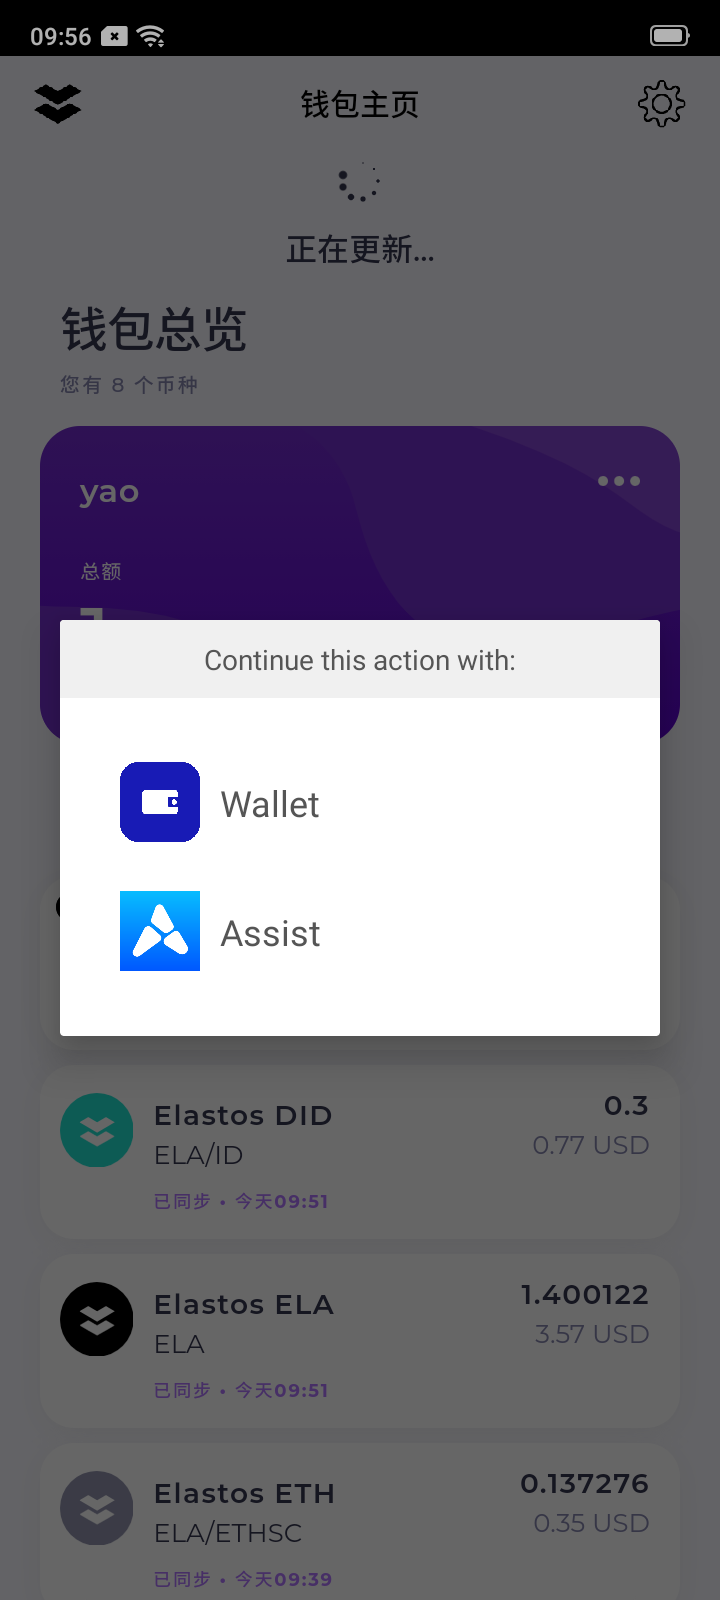 09:56
钱包主页
正在更新...
钱包总览
您有 8 个币种
yao
总额
Continue this action with:
Wallet
Assist
Elastos DID
0.3
ELA/ID
0.77 USD
已同步 • 今天09:51
Elastos ELA
1.400122
ELA
3.57 USD
已同步 • 今天09:51
Elastos ETH
0.137276
ELA/ETHSC
0.35 USD
已同步 • 今天09:39